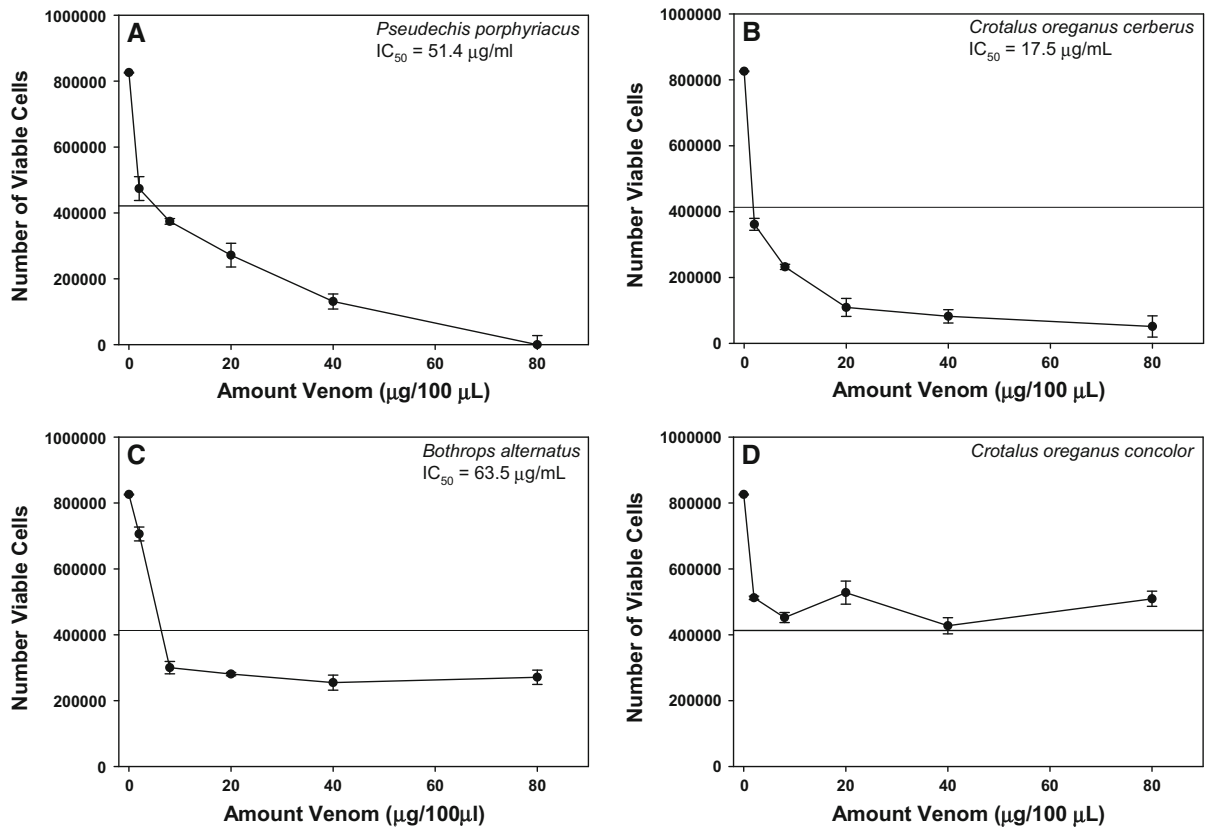 A
Pseudechis porphyriacus
IC50 = 51.4 μg/ml
Number of Viable Cells
1000000
800000
600000
400000
200000
0
0 20 40 60 80
Amount Venom (μg/100 μL)
B
Crotalus oreganus cerberus
IC50 = 17.5 μg/mL
Number Viable Cells
1000000
800000
600000
400000
200000
0
0 20 40 60 80
Amount Venom (μg/100 μL)
C
Bothrops alternatus
IC50 = 63.5 μg/mL
Number Viable Cells
1000000
800000
600000
400000
200000
0
0 20 40 60 80
Amount Venom (μg/100μl)
D
Crotalus oreganus concolor
Number of Viable Cells
1000000
800000
600000
400000
200000
0
0 20 40 60 80
Amount Venom (μg/100 μL)